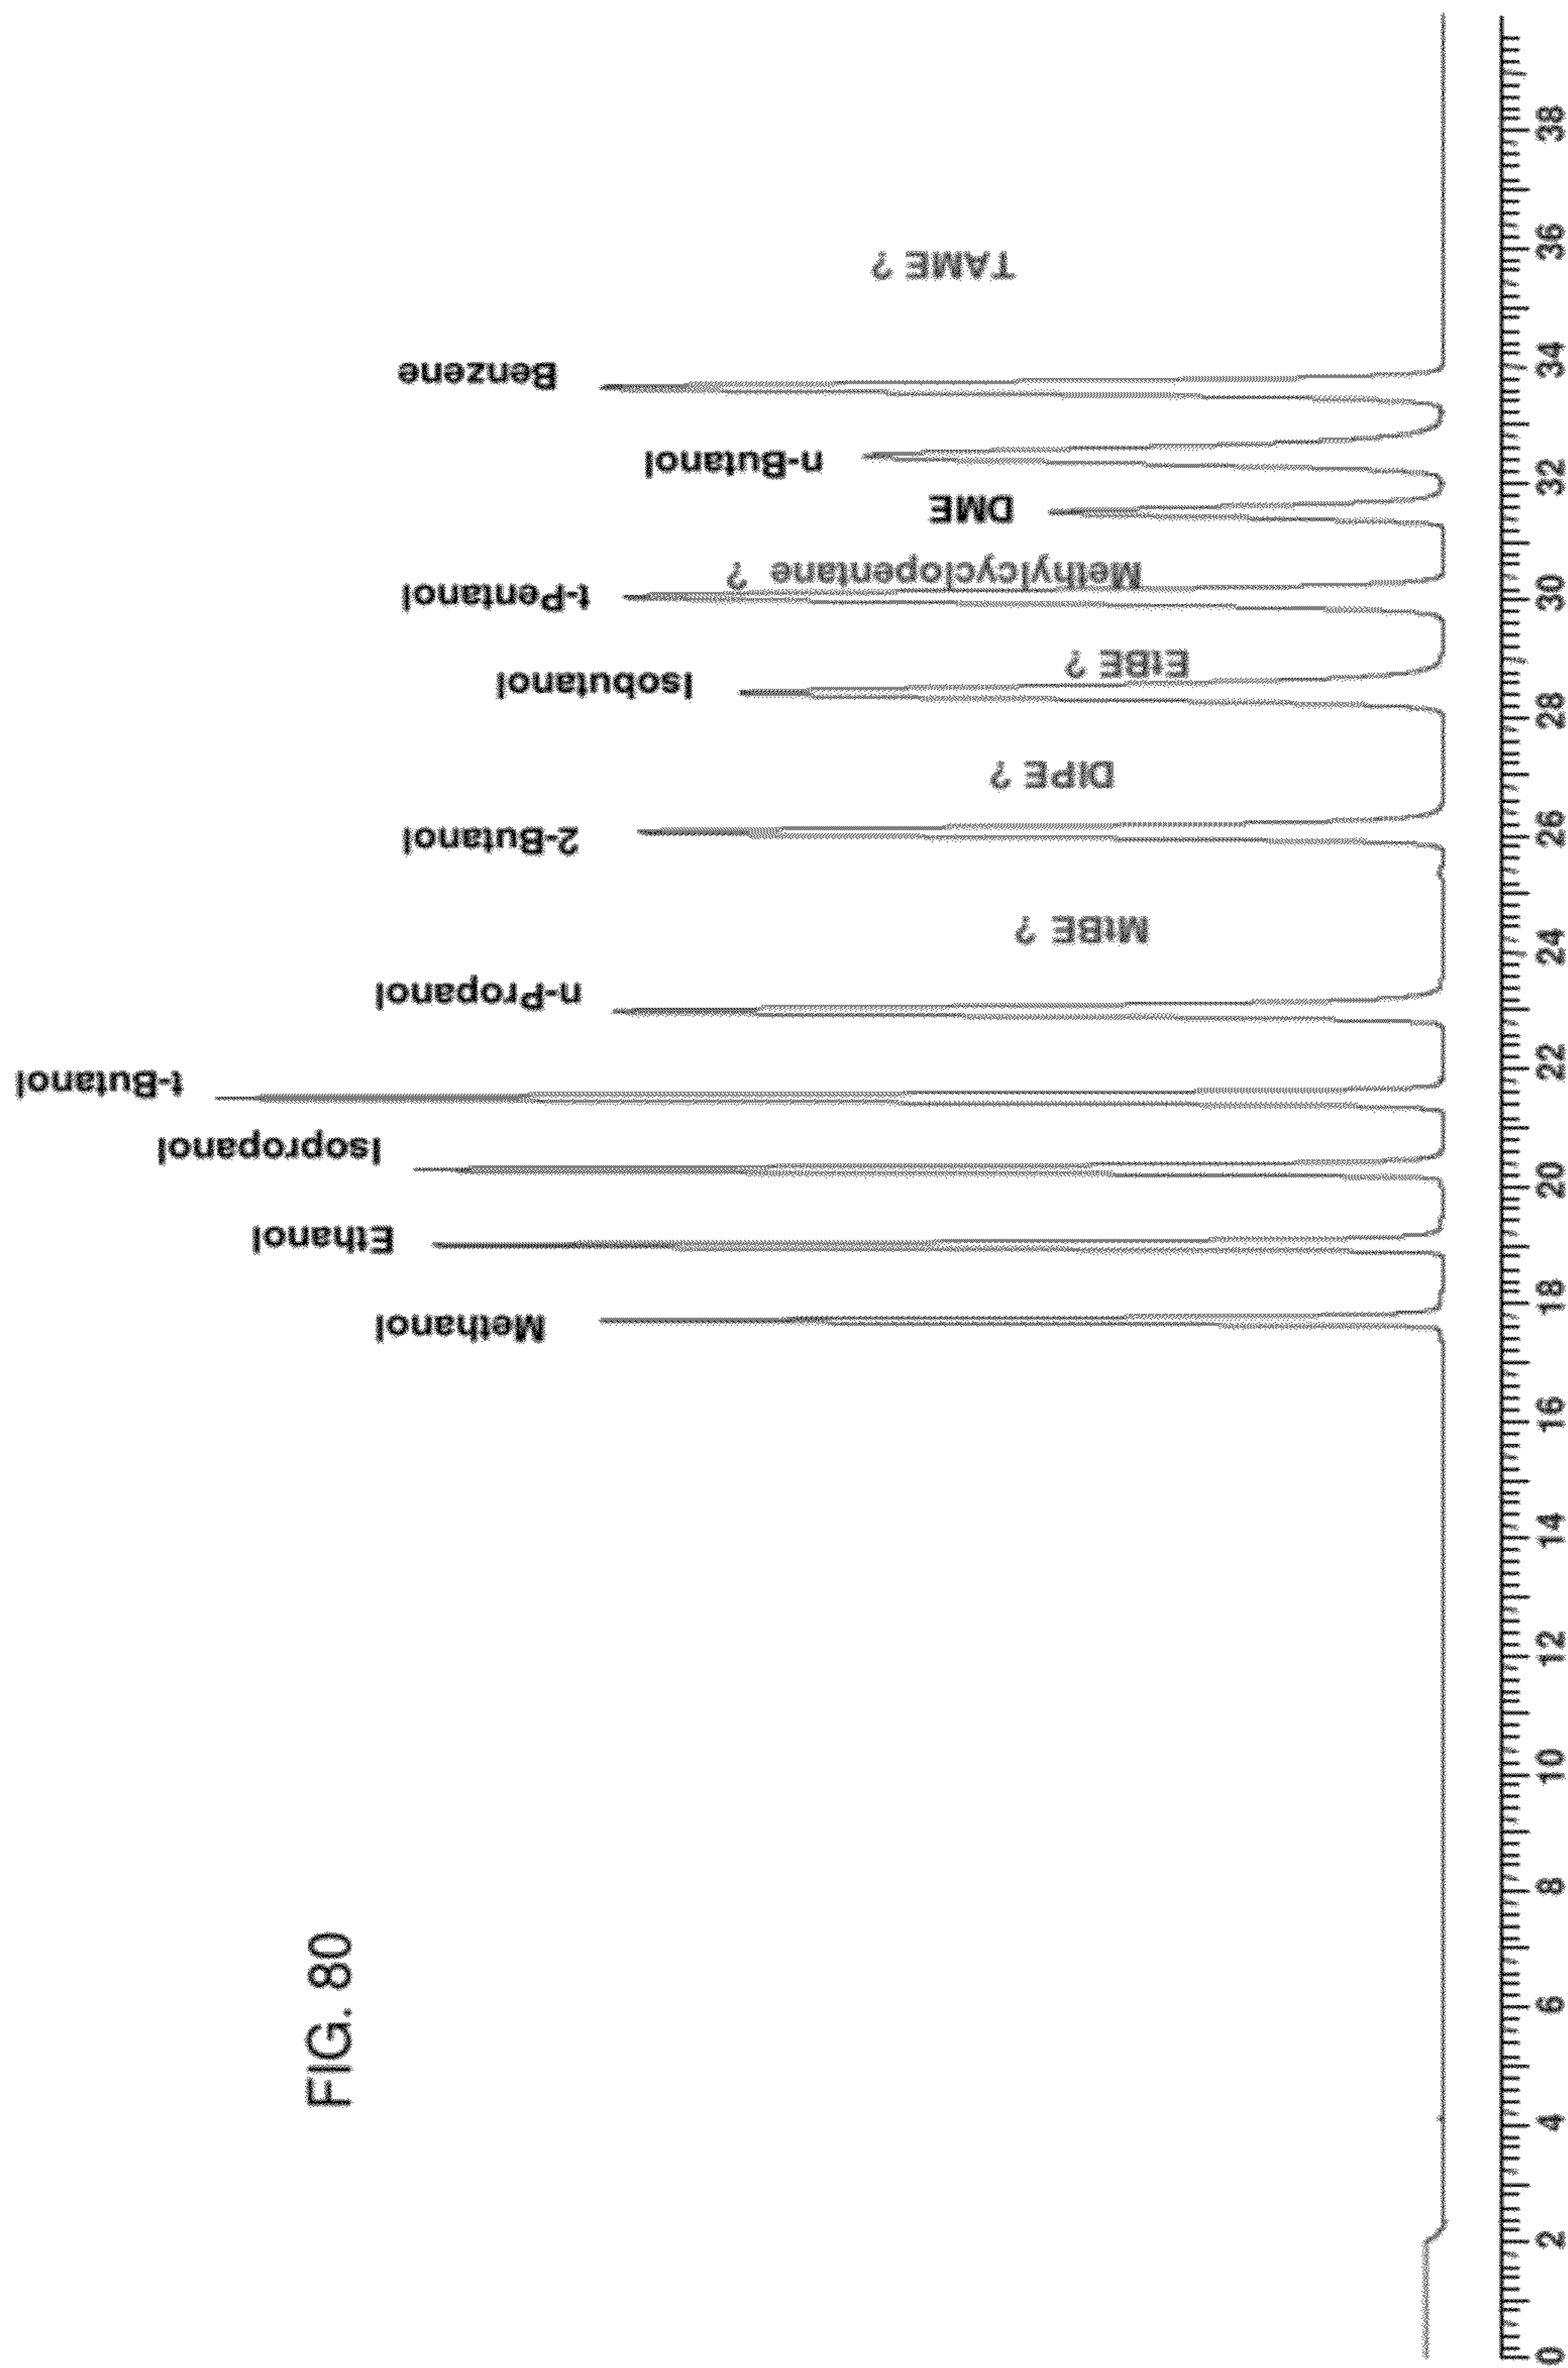 FIG. 80
Methanol
Ethanol
Isopropanol
t-Butanol
n-Propanol
MtBE ?
2-Butanol
DIPE ?
Isobutanol
EtBE ?
t-Pentanol
Methylcyclopentane ?
DME
n-Butanol
Benzene
TAME ?
0 2 4 6 8 10 12 14 16 18 20 22 24 26 28 30 32 34 36 38